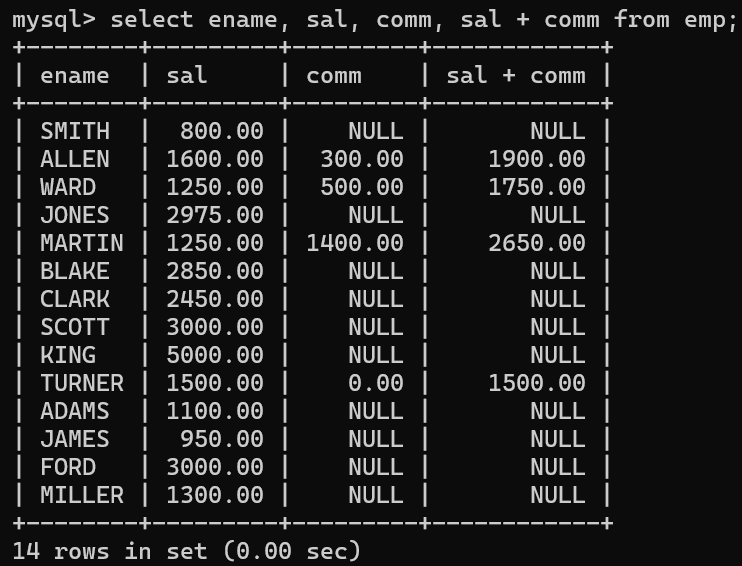 mysql> select ename, sal, comm, sal + comm from emp;
+--------+---------+---------+------------+
| ename  | sal     | comm    | sal + comm |
+--------+---------+---------+------------+
| SMITH  |  800.00 |    NULL |       NULL |
| ALLEN  | 1600.00 |  300.00 |    1900.00 |
| WARD   | 1250.00 |  500.00 |    1750.00 |
| JONES  | 2975.00 |    NULL |       NULL |
| MARTIN | 1250.00 | 1400.00 |    2650.00 |
| BLAKE  | 2850.00 |    NULL |       NULL |
| CLARK  | 2450.00 |    NULL |       NULL |
| SCOTT  | 3000.00 |    NULL |       NULL |
| KING   | 5000.00 |    NULL |       NULL |
| TURNER | 1500.00 |    0.00 |    1500.00 |
| ADAMS  | 1100.00 |    NULL |       NULL |
| JAMES  |  950.00 |    NULL |       NULL |
| FORD   | 3000.00 |    NULL |       NULL |
| MILLER | 1300.00 |    NULL |       NULL |
+--------+---------+---------+------------+
14 rows in set (0.00 sec)